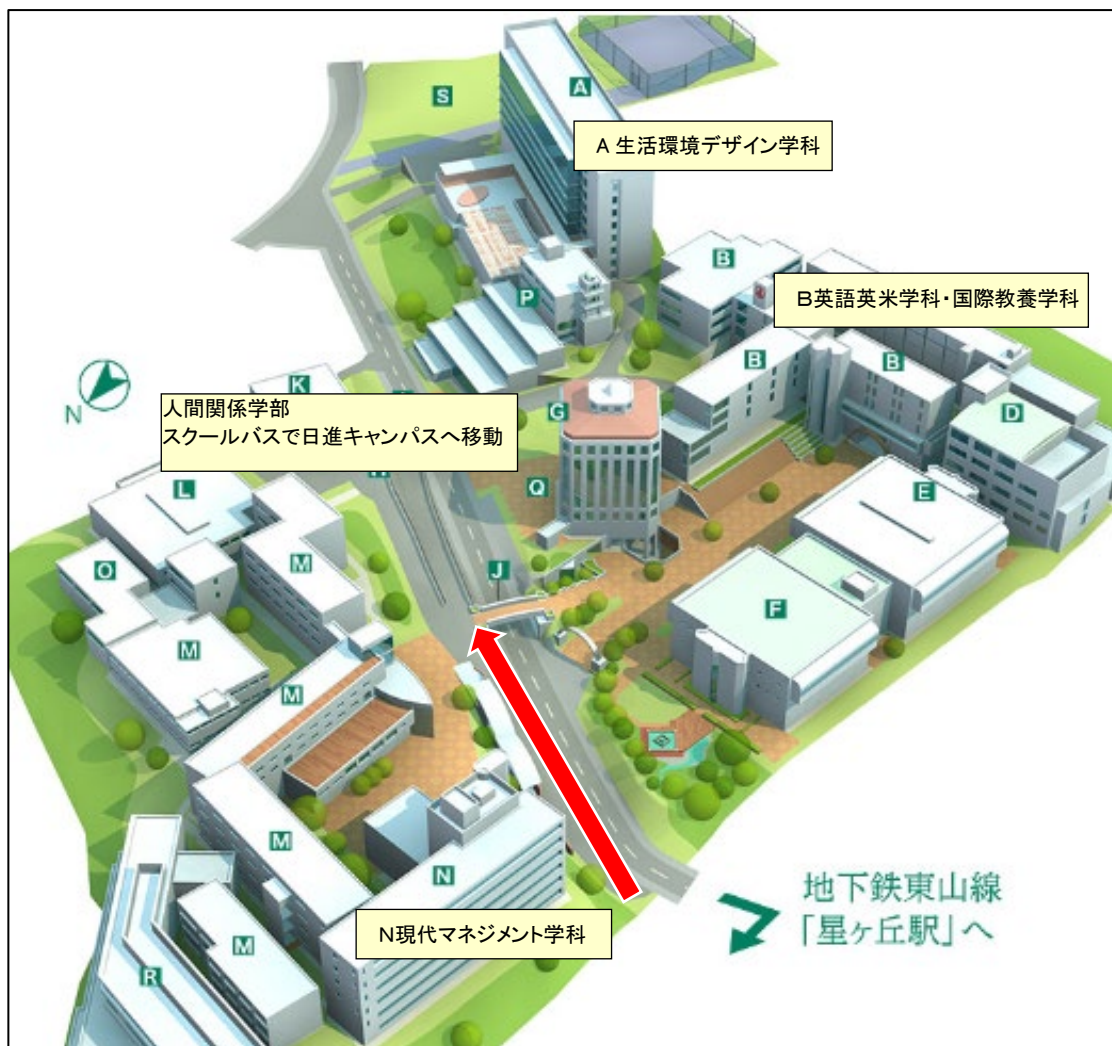 S
A
A 生活環境デザイン学科
B
B英語英米学科・国際教養学科
P
B
B
N
K
G
D
人間関係学部
スクールバスで日進キャンパスへ移動
L
Q
E
O
M
J
F
M
M
M
N
地下鉄東山線
「星ヶ丘駅」へ
N現代マネジメント学科
M
R